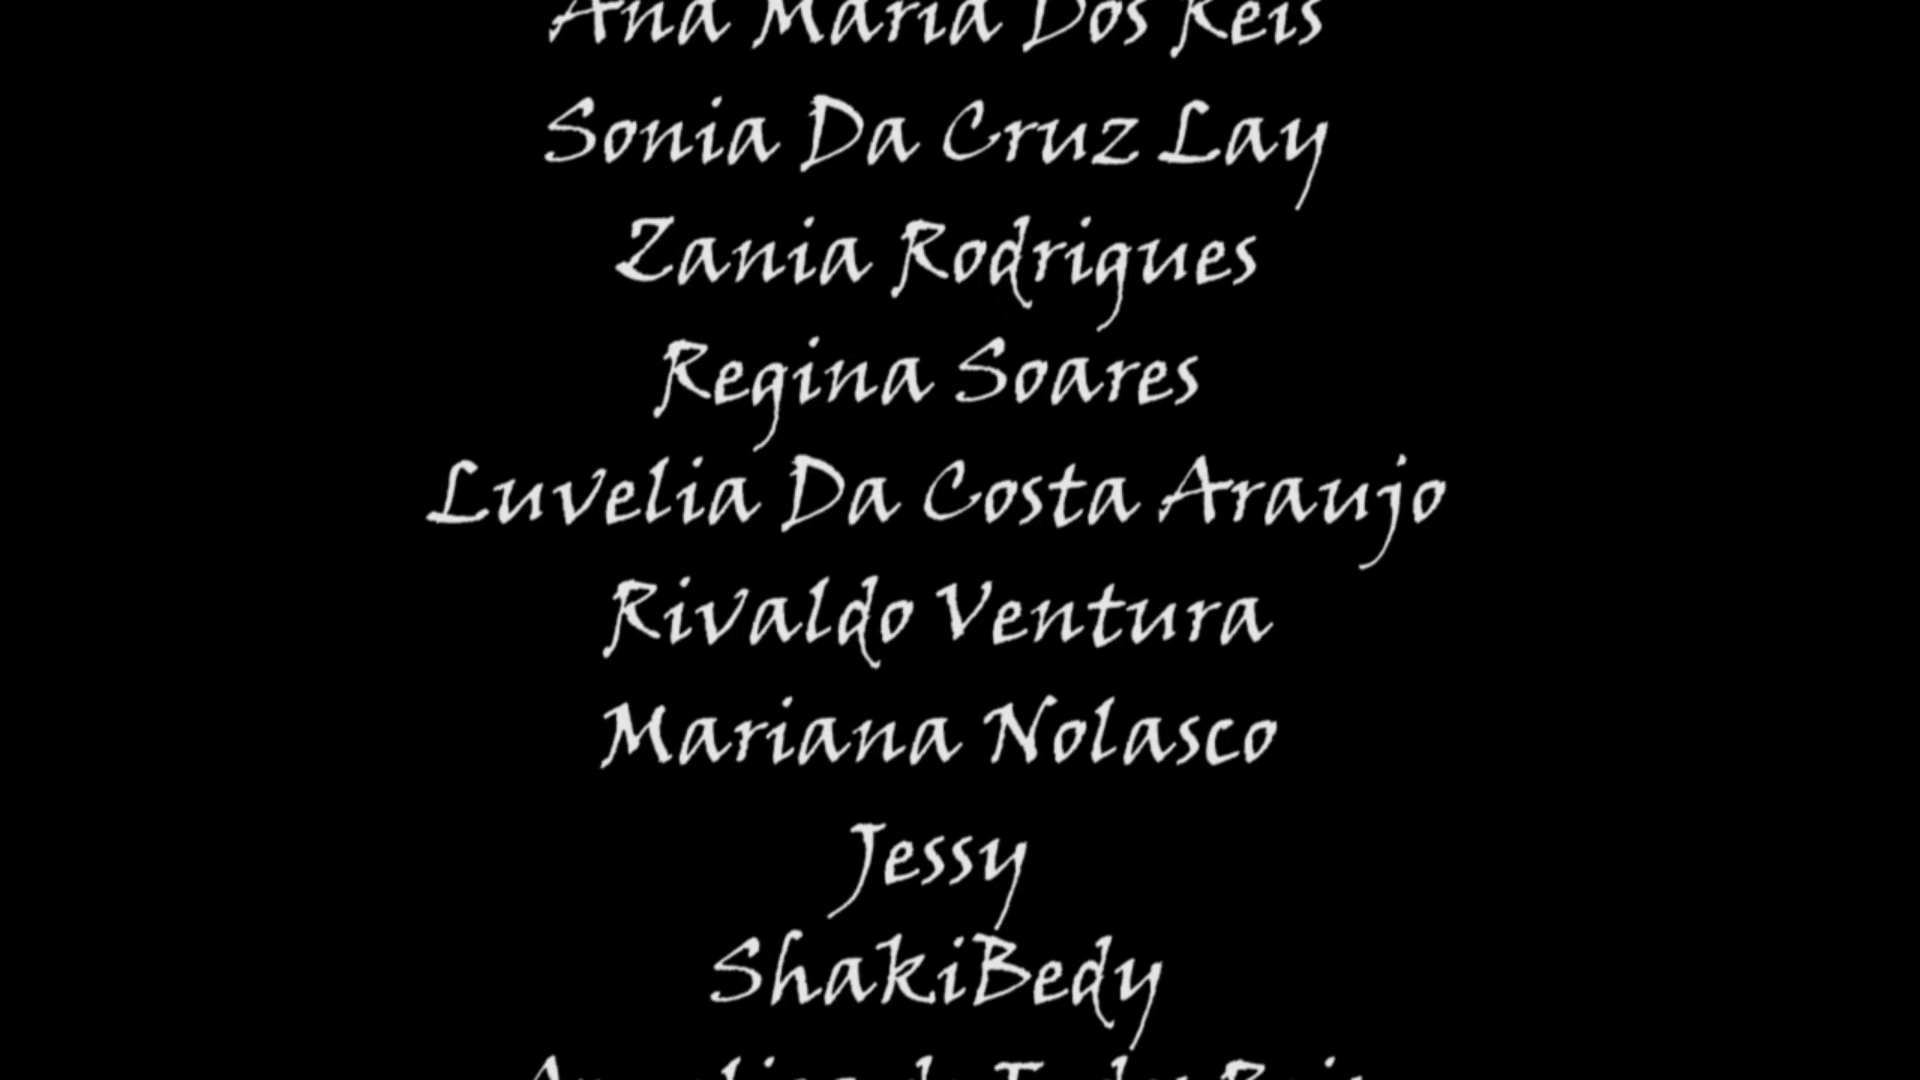 Ana Maria Dos Reis
Sonia Da Cruz Lay
Zania Rodrigues
Regina Soares
Luvelia Da Costa Araujo
Rivaldo Ventura
Mariana Nolasco
Jessy
ShakiBedy